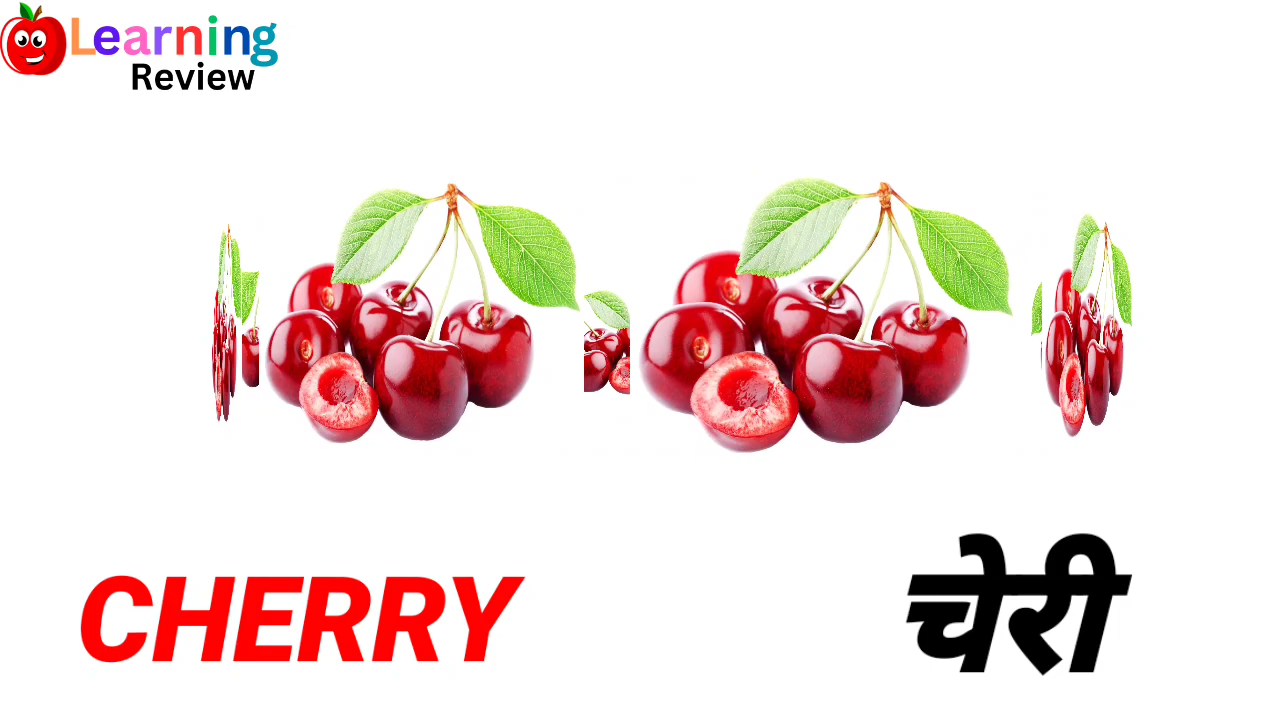 Learning
Review
CHERRY
चेरी